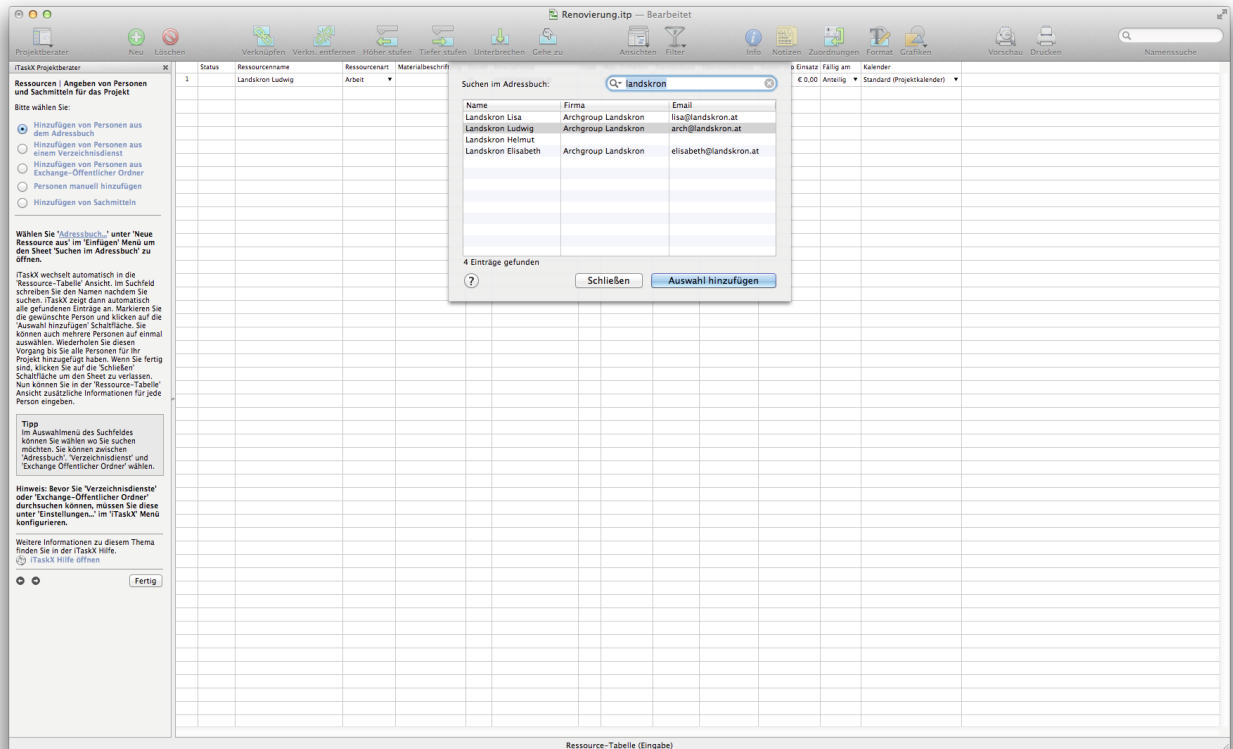 Renovierung.itp — Bearbeitet
Projektberater
Neu
Löschen
Verknüpfen
Verkn. entfernen
Höher stufen
Tiefer stufen
Unterbrechen
Gehe zu
Ansichten
Filter
Info
Notizen
Zuordnungen
Format
Grafiken
Vorschau
Drucken
Namenssuche
iTaskX Projektberater
Ressourcen | Angeben von Personen
und Sachmitteln für das Projekt
Bitte wählen Sie:
Hinzufügen von Personen aus
dem Adressbuch
Hinzufügen von Personen aus
einem Verzeichnisdienst
Hinzufügen von Personen aus
Exchange-Öffentlicher Ordner
Personen manuell hinzufügen
Hinzufügen von Sachmitteln
Wählen Sie 'Adressbuch...' unter 'Neue
Ressource aus' im 'Einfügen' Menü um
den Sheet 'Suchen im Adressbuch' zu
öffnen.
iTaskX wechselt automatisch in die
'Ressource-Tabelle' Ansicht. Im Suchfeld
schreiben Sie den Namen nachdem Sie
suchen. iTaskX zeigt dann automatisch
alle gefundenen Einträge an. Markieren Sie
die gewünschte Person und klicken auf die
'Auswahl hinzufügen' Schaltfläche. Sie
können auch mehrere Personen auf einmal
auswählen. Wiederholen Sie diesen
Vorgang bis Sie alle Personen für Ihr
Projekt hinzugefügt haben. Wenn Sie fertig
sind, klicken Sie auf die 'Schließen'
Schaltfläche um den Sheet zu verlassen.
Nun können Sie in der 'Ressource-Tabelle'
Ansicht zusätzliche Informationen für jede
Person eingeben.
Tipp
Im Auswahlmenü des Suchfeldes
können Sie wählen wo Sie suchen
möchten. Sie können zwischen
'Adressbuch', 'Verzeichnisdienst' und
'Exchange Öffentlicher Ordner' wählen.
Hinweis: Bevor Sie 'Verzeichnisdienste'
oder 'Exchange-Öffentlicher Ordner'
durchsuchen können, müssen Sie diese
unter 'Einstellungen...' im 'iTaskX' Menü
konfigurieren.
Weitere Informationen zu diesem Thema
finden Sie in der iTaskX Hilfe.
iTaskX Hilfe öffnen
Fertig
Status Ressourcenname Ressourcenart Materialbeschrift o Einsatz Fällig am Kalender
1 Landskron Ludwig Arbeit € 0,00 Anteilig Standard (Projektkalender)
Suchen im Adressbuch: landskron
Name Firma Email
Landskron Lisa Archgroup Landskron lisa@landskron.at
Landskron Ludwig Archgroup Landskron arch@landskron.at
Landskron Helmut
Landskron Elisabeth Archgroup Landskron elisabeth@landskron.at
4 Einträge gefunden
? Schließen Auswahl hinzufügen
Ressource-Tabelle (Eingabe)